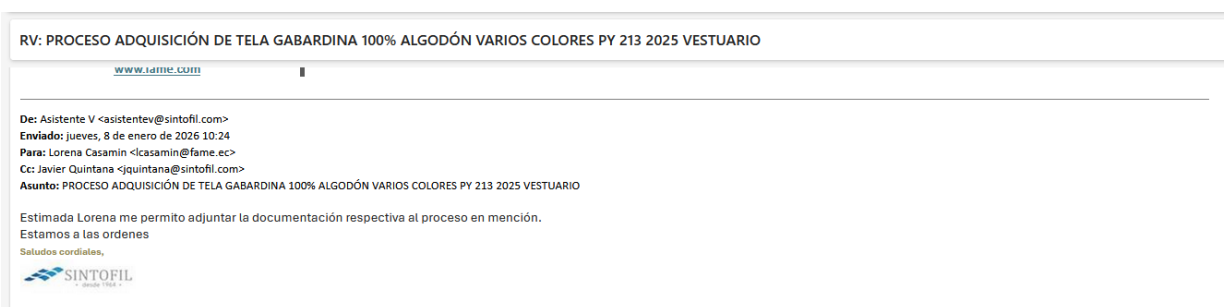 RV: PROCESO ADQUISICIÓN DE TELA GABARDINA 100% ALGODÓN VARIOS COLORES PY 213 2025 VESTUARIO
www.fame.com
De: Asistente V <asistentev@sintofil.com>
Enviado: jueves, 8 de enero de 2026 10:24
Para: Lorena Casamin <lcasamin@fame.ec>
Cc: Javier Quintana <jquintana@sintofil.com>
Asunto: PROCESO ADQUISICIÓN DE TELA GABARDINA 100% ALGODÓN VARIOS COLORES PY 213 2025 VESTUARIO
Estimada Lorena me permito adjuntar la documentación respectiva al proceso en mención.
Estamos a las ordenes
Saludos cordiales,
SINTOFIL
- desde 1964 -